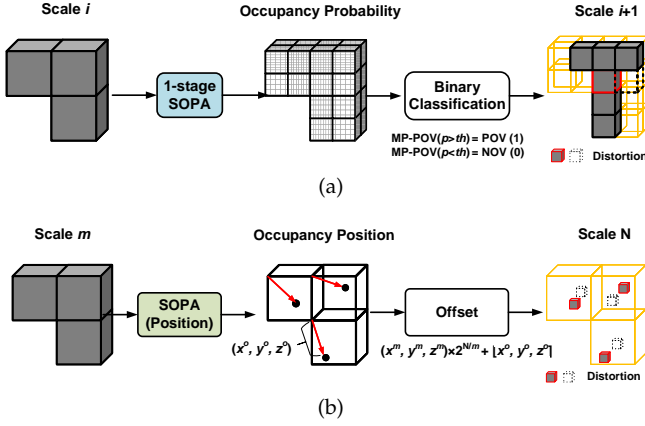 Scale i
Occupancy Probability
Scale i+1
1-stage
SOPA
Binary
Classification
MP-POV(p>th) = POV (1)
MP-POV(p<th) = NOV (0)
Distortion
(a)
Scale m
Occupancy Position
Scale N
SOPA
(Position)
Offset
(x^o, y^o, z^o)
(x^m, y^m, z^m)×2^{N/m} + ⌊x^o, y^o, z^o⌉
Distortion
(b)